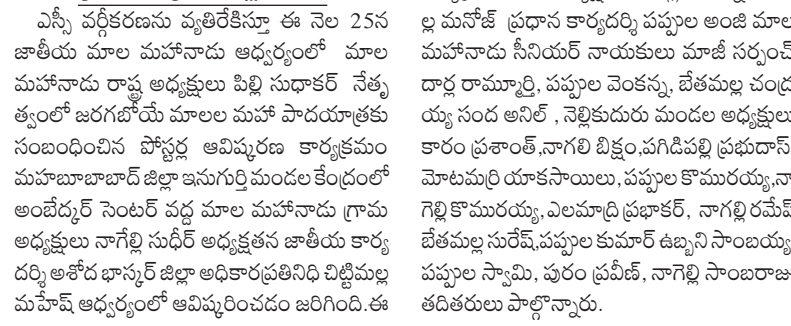 ఎస్సీ వర్గీకరణను వ్యతిరేకిస్తూ ఈ నెల 25న
జాతీయ మాల మహానాడు ఆధ్వర్యంలో మాల
మహానాడు రాష్ట్ర అధ్యక్షులు పిల్లి సుధాకర్ నేతృ
త్వంలో జరగబోయే మాలల మహా పాదయాత్రకు
సంబంధించిన పోస్టర్ల ఆవిష్కరణ కార్యక్రమం
మహబూబాబాద్ జిల్లా ఇనుగుర్తి మండల కేంద్రంలో
అంబేద్కర్ సెంటర్ వద్ద మాల మహానాడు గ్రామ
అధ్యక్షులు నాగేల్లి సుధీర్ అధ్యక్షతన జాతీయ కార్య
దర్శి అశోద భాస్కర్ జిల్లా అధికారప్రతినిధి చిట్టిమల్ల
మహేష్ ఆధ్వర్యంలో ఆవిష్కరించడం జరిగింది.ఈ
ల్ల మనోజ్ ప్రధాన కార్యదర్శి పప్పుల అంజి మాల
మహానాడు సీనియర్ నాయకులు మాజీ సర్పంచ్
దార్ల రామ్మూర్తి, పప్పుల వెంకన్న, బేతమల్ల చంద్ర
య్య సంద అనిల్ , నెల్లికుదురు మండల అధ్యక్షులు
కారం ప్రశాంత్,నాగలి బిక్షం,పగిడిపల్లి ప్రభుదాస్
మోటమర్రి యాకసాయిలు, పప్పుల కొమురయ్య,నా
గెల్లి కొమురయ్య, ఎలమాద్రి ప్రభాకర్, నాగల్లి రమేష్
బేతమల్ల సురేష్,పప్పుల కుమార్ ఉబ్బని సాంబయ్య
పప్పుల స్వామి, పురం ప్రవీణ్, నాగెల్లి సాంబరాజు
తదితరులు పాల్గొన్నారు.